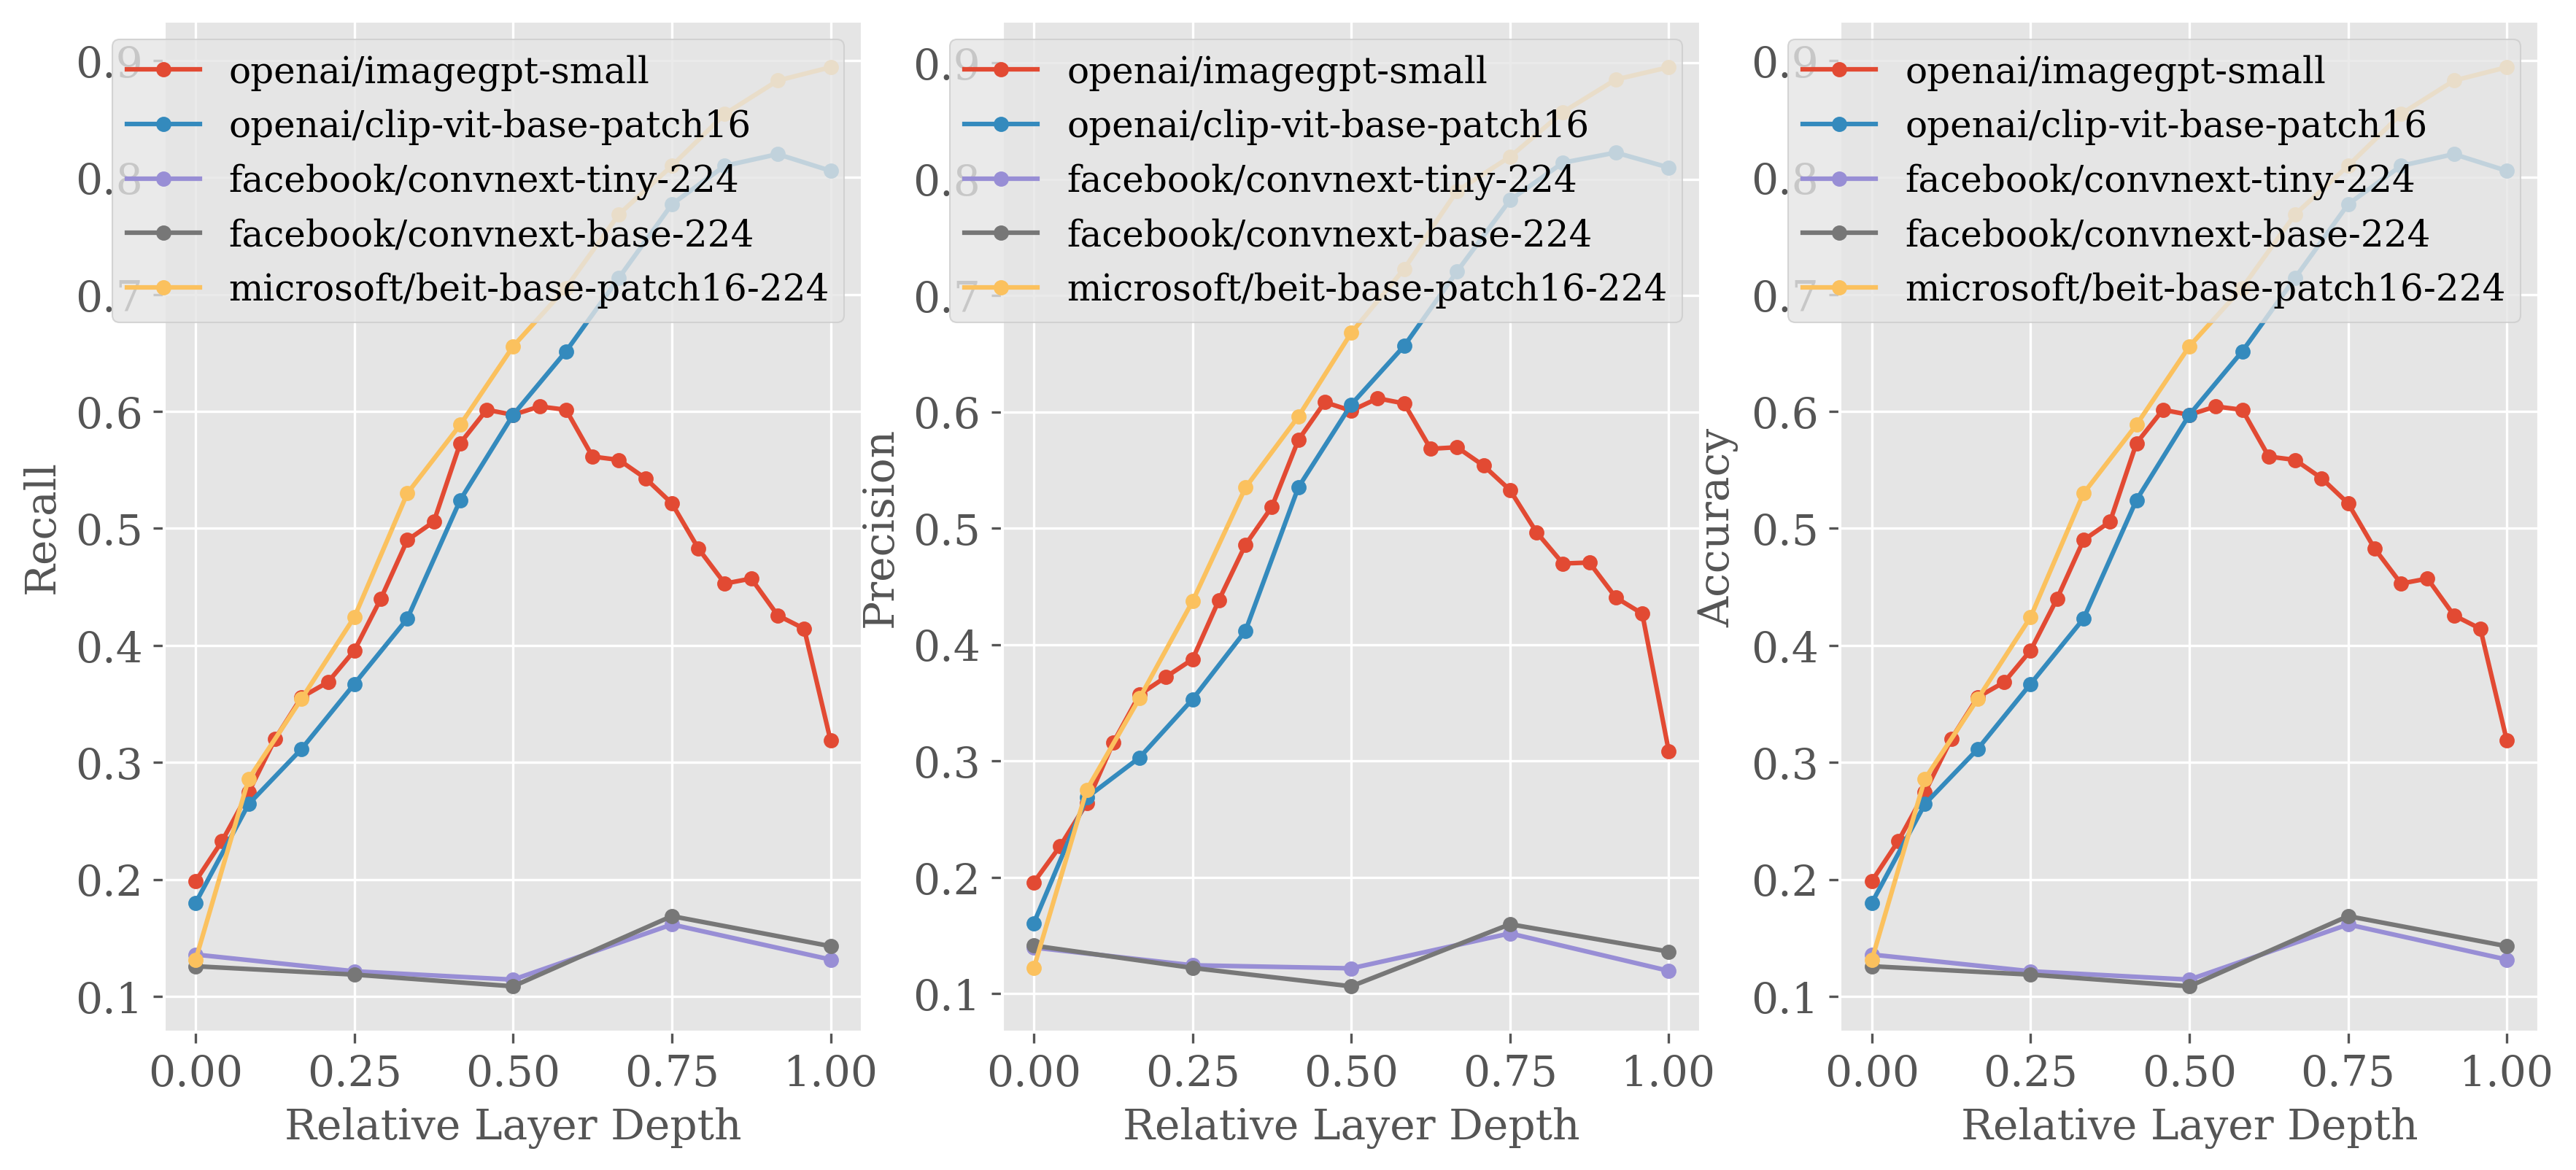 Recall
0.9
0.8
0.7
0.6
0.5
0.4
0.3
0.2
0.1
openai/imagegpt-small
openai/clip-vit-base-patch16
facebook/convnext-tiny-224
facebook/convnext-base-224
microsoft/beit-base-patch16-224
0.00 0.25 0.50 0.75 1.00
Relative Layer Depth
Precision
0.9
0.8
0.7
0.6
0.5
0.4
0.3
0.2
0.1
openai/imagegpt-small
openai/clip-vit-base-patch16
facebook/convnext-tiny-224
facebook/convnext-base-224
microsoft/beit-base-patch16-224
0.00 0.25 0.50 0.75 1.00
Relative Layer Depth
Accuracy
0.9
0.8
0.7
0.6
0.5
0.4
0.3
0.2
0.1
openai/imagegpt-small
openai/clip-vit-base-patch16
facebook/convnext-tiny-224
facebook/convnext-base-224
microsoft/beit-base-patch16-224
0.00 0.25 0.50 0.75 1.00
Relative Layer Depth